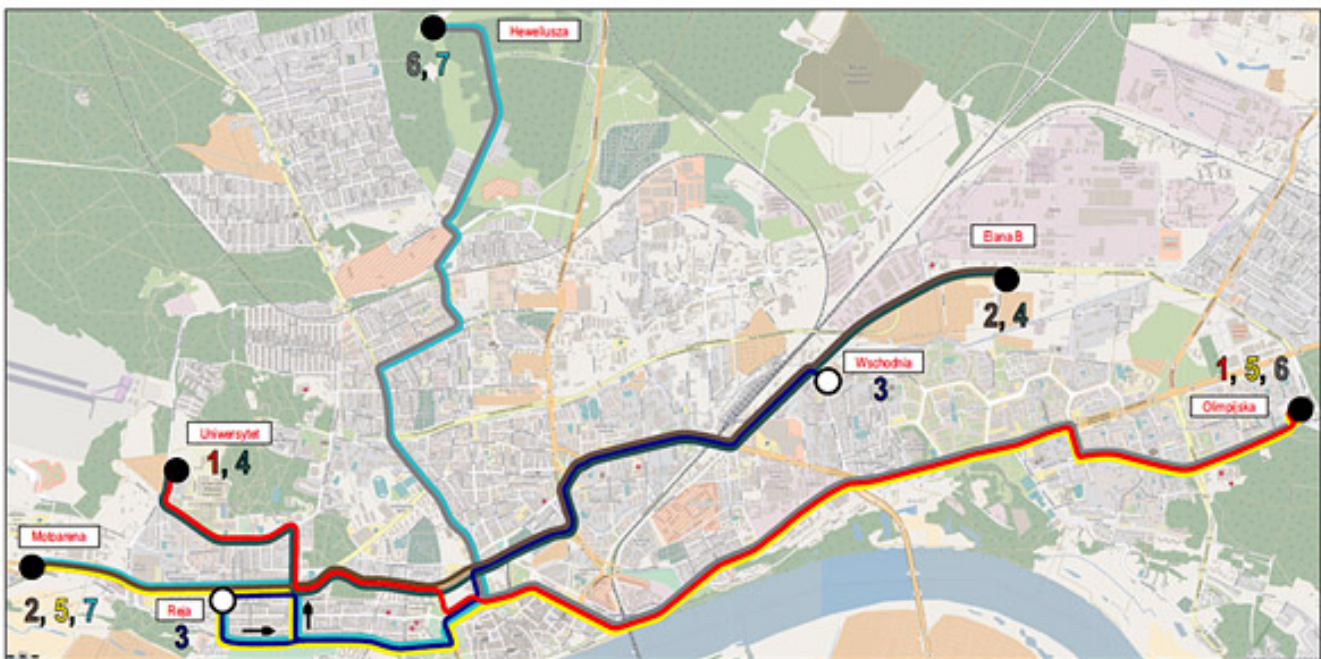 Heweliusza
6, 7
Elana B
2, 4
Wschodnia
3
1, 5, 6
Olimpijska
Uniwersytet
1, 4
Motoarena
2, 5, 7
Reja
3